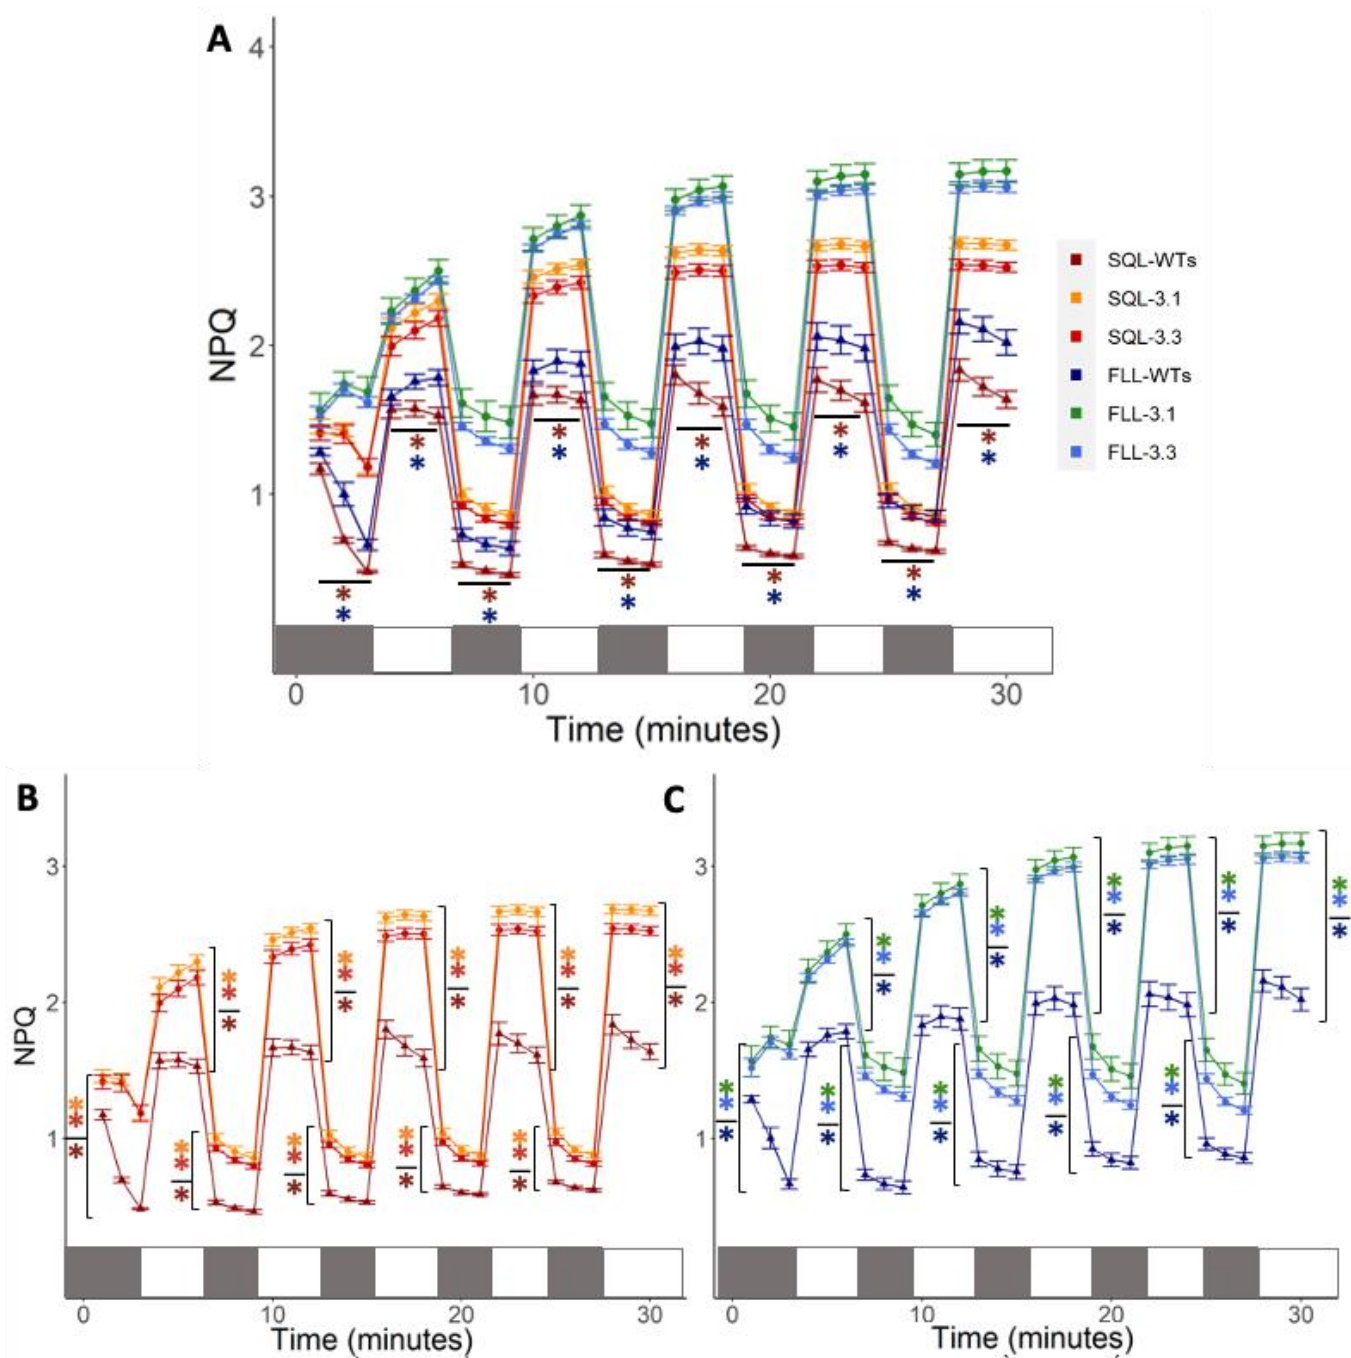 A
4
3
2
1
NPQ
0 10 20 30
Time (minutes)
SQL-WTs
SQL-3.1
SQL-3.3
FLL-WTs
FLL-3.1
FLL-3.3
* * * * *
* * * * *
* * * * *
* * * * *
B
3
2
1
NPQ
0 10 20 30
Time (minutes)
C
3
2
1
0 10 20 30
Time (minutes)